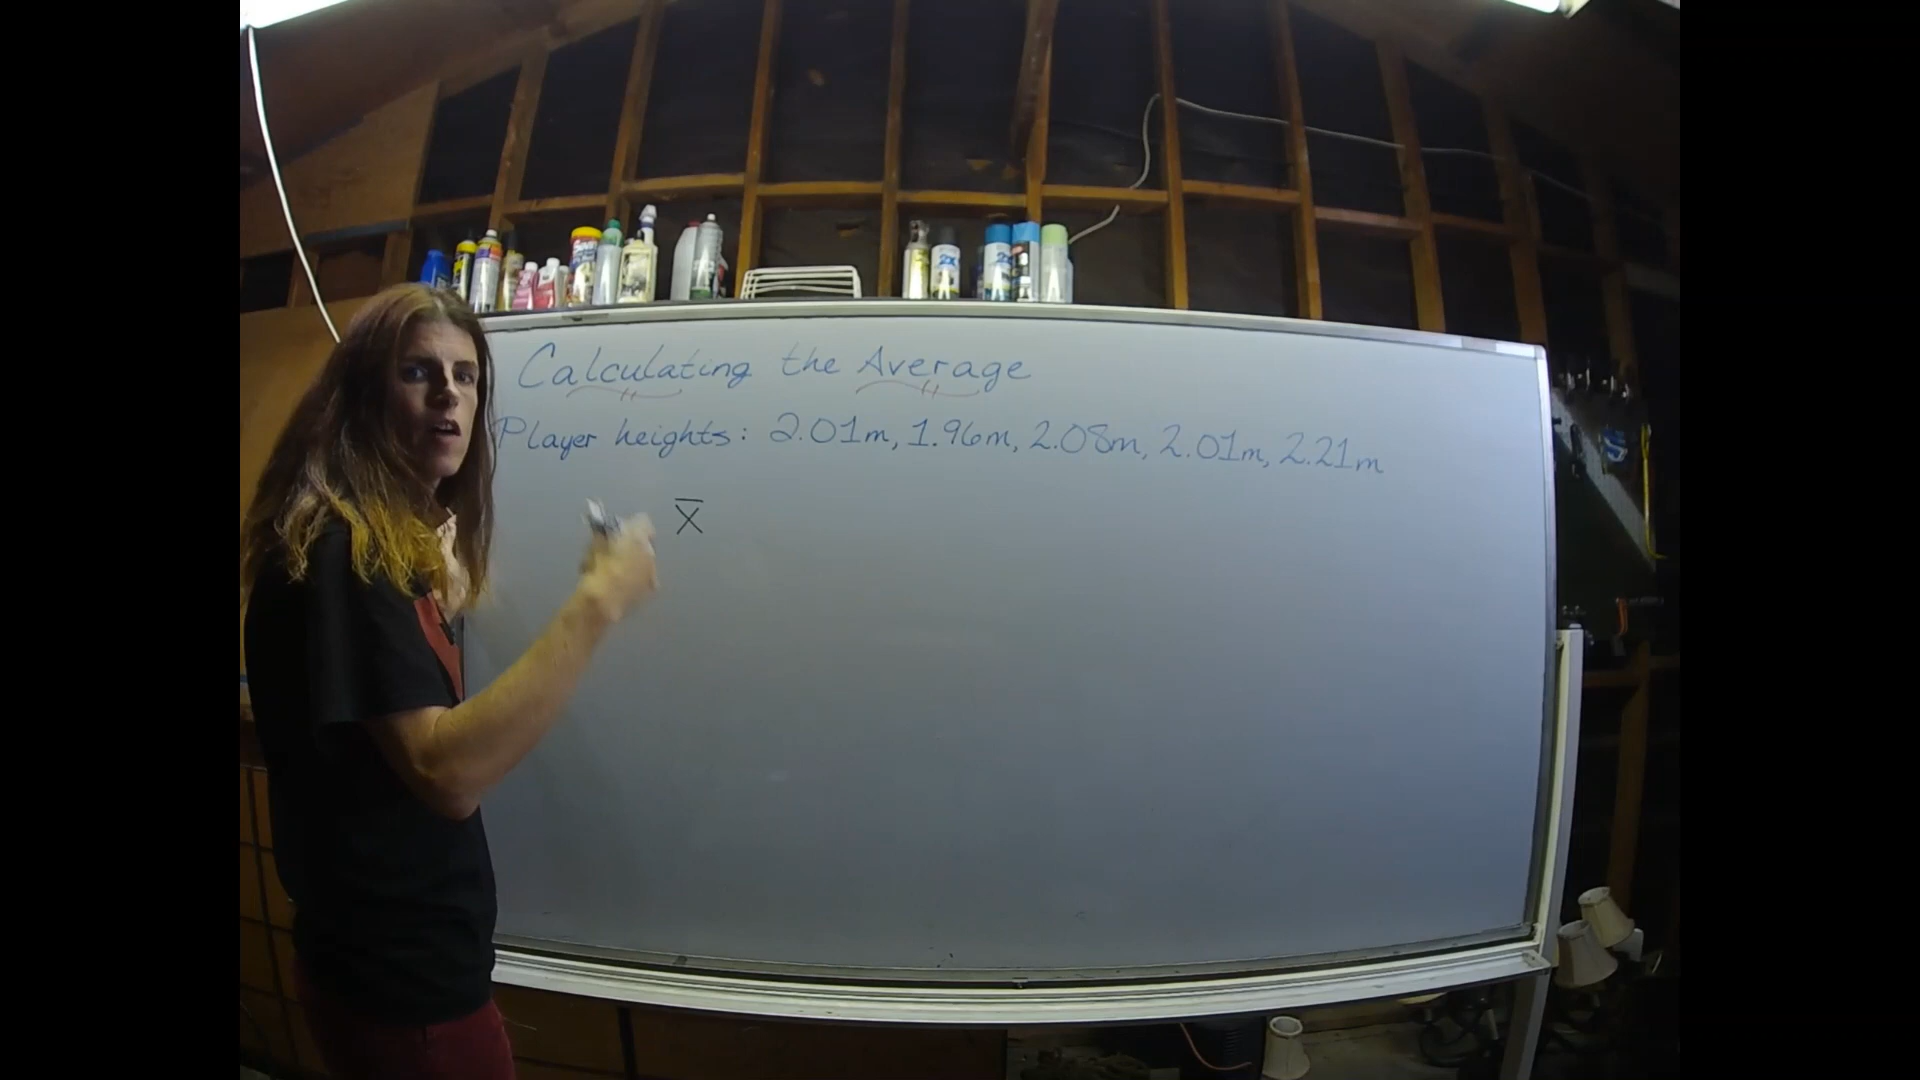 Calculating the Average
Player heights: 2.01m, 1.96m, 2.08m, 2.01m, 2.21m
x̄